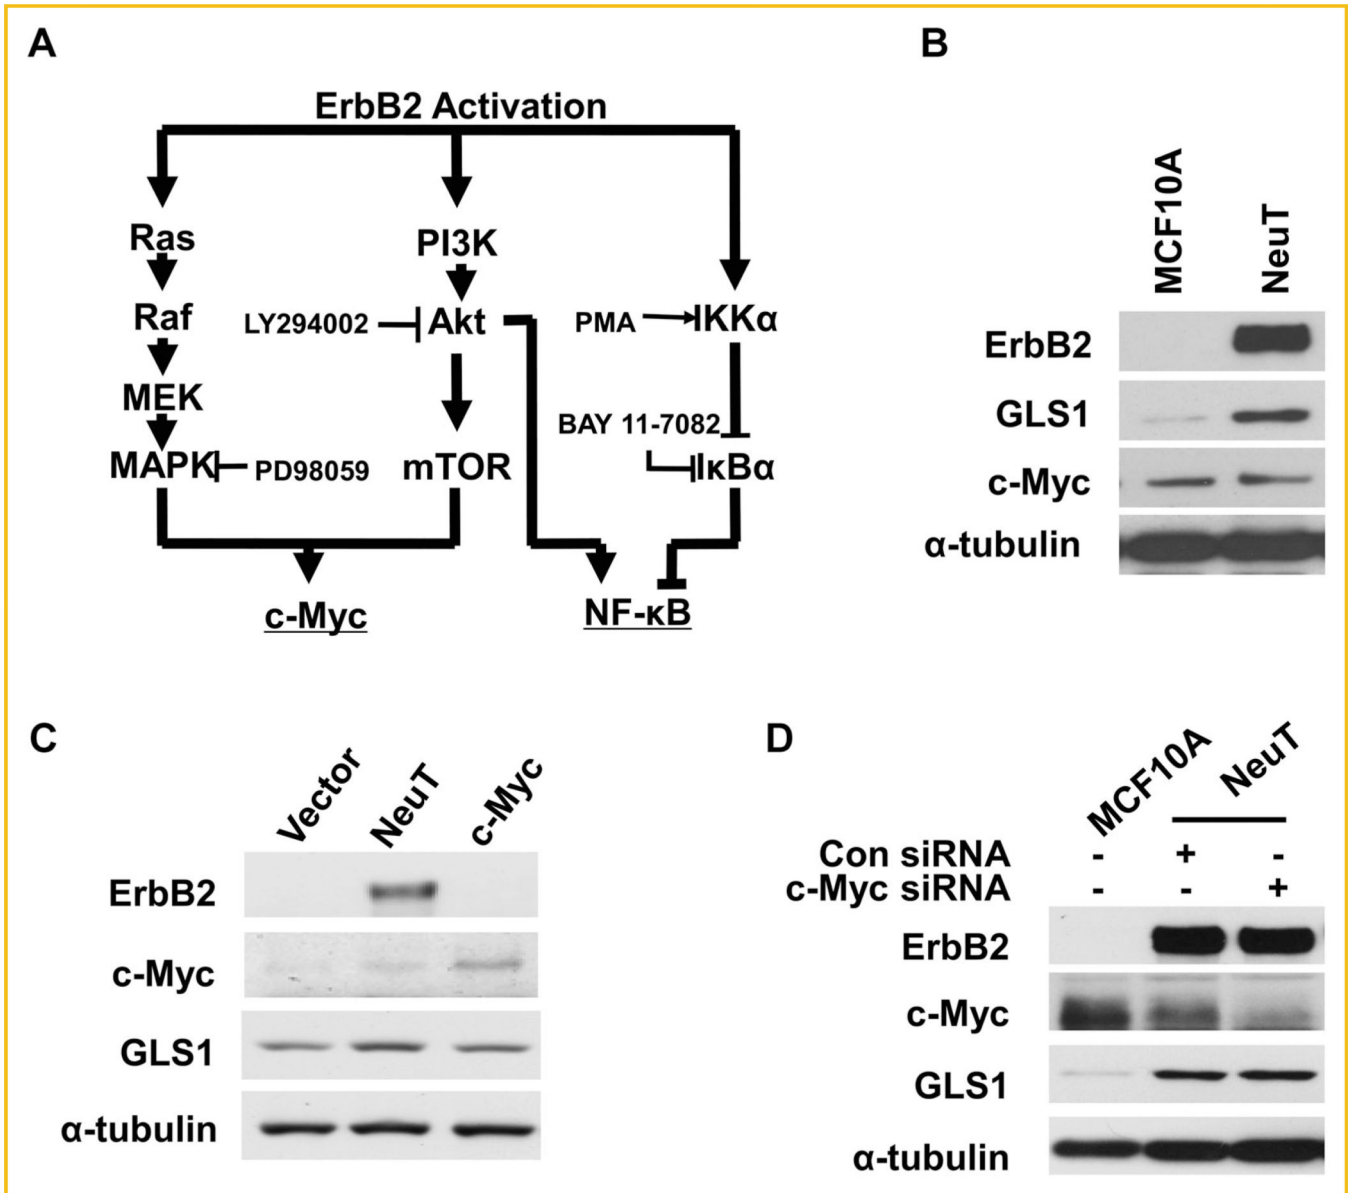 A
ErbB2 Activation
Ras
PI3K
Raf
LY294002
Akt
PMA
IKKα
MEK
BAY 11-7082
MAPK
PD98059
mTOR
IκBα
c-Myc
NF-κB
B
MCF10A
NeuT
ErbB2
GLS1
c-Myc
α-tubulin
C
Vector
NeuT
c-Myc
ErbB2
c-Myc
GLS1
α-tubulin
D
MCF10A
NeuT
Con siRNA - + -
c-Myc siRNA - - +
ErbB2
c-Myc
GLS1
α-tubulin